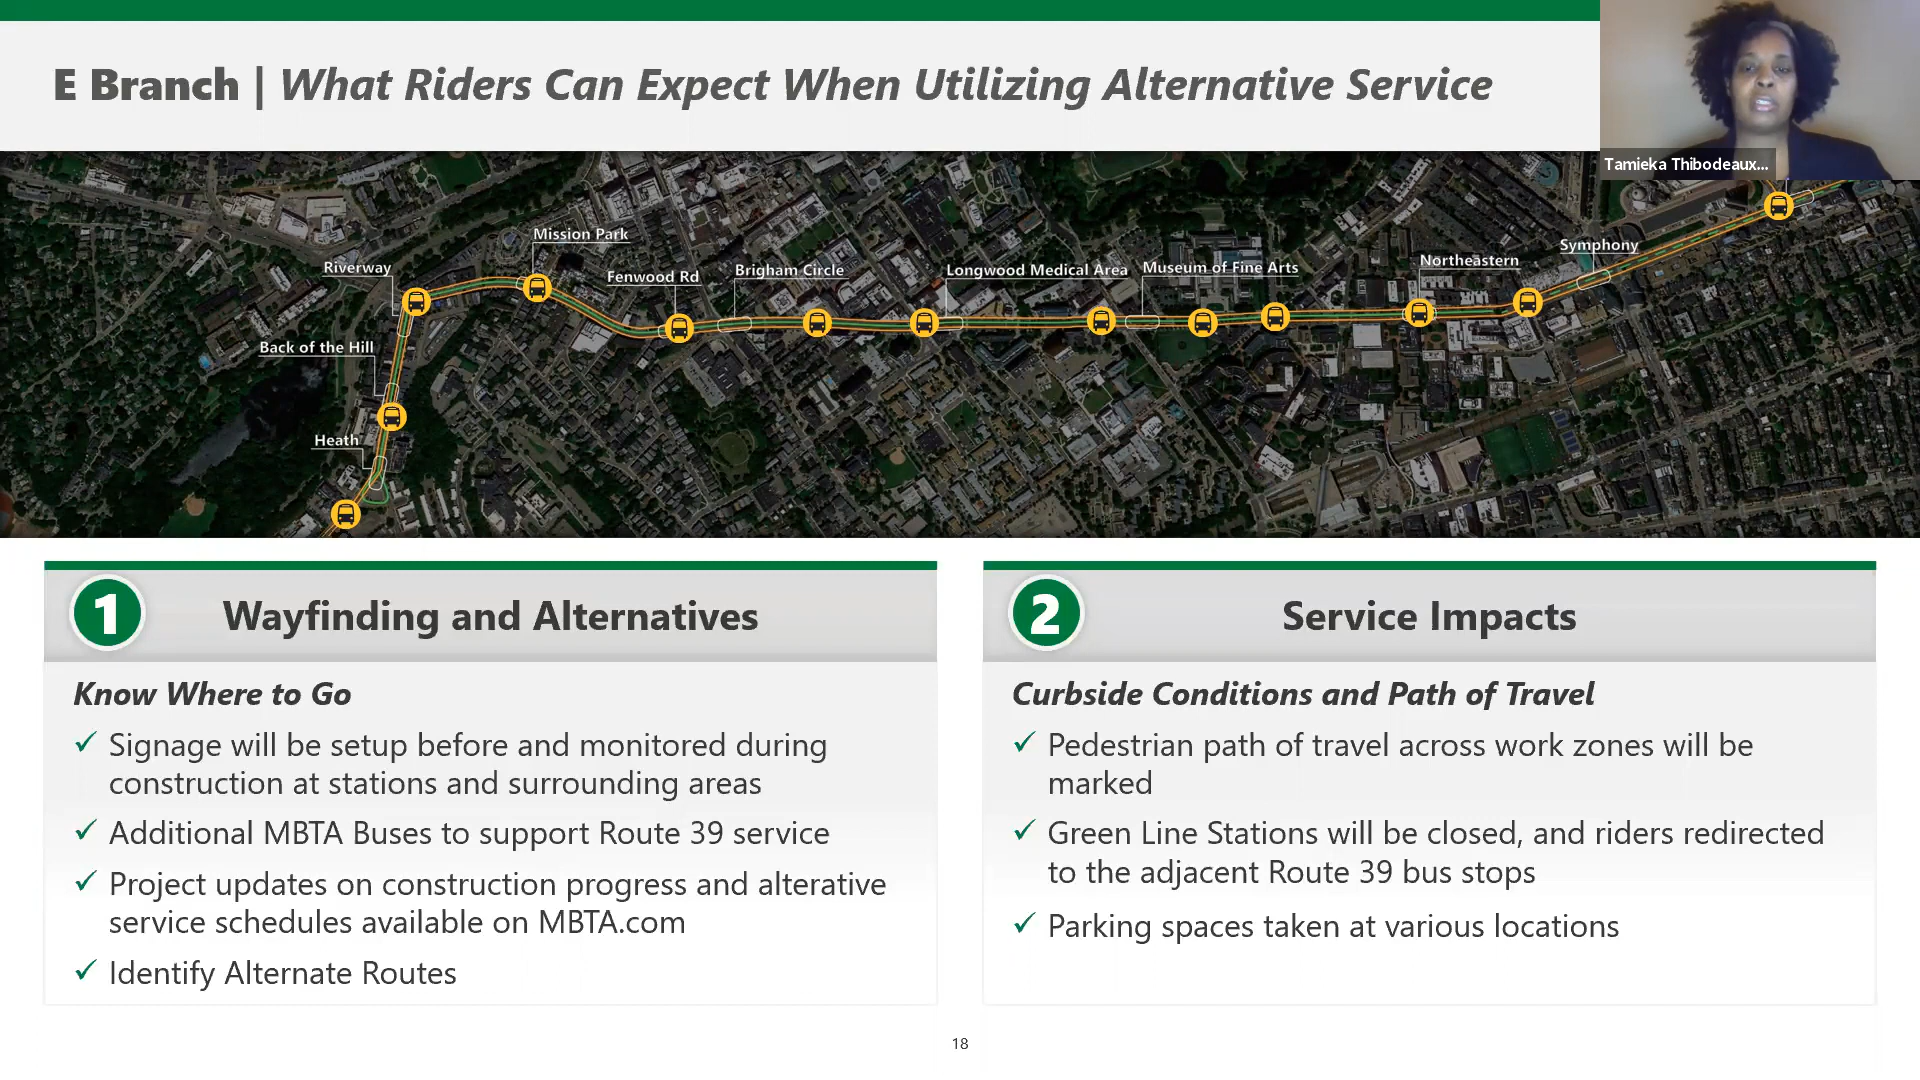 E Branch | What Riders Can Expect When Utilizing Alternative Service
Tamieka Thibodeaux...
Mission Park
Riverway
Fenwood Rd
Brigham Circle
Longwood Medical Area
Museum of Fine Arts
Northeastern
Symphony
Back of the Hill
Heath
1
Wayfinding and Alternatives
Know Where to Go
✓ Signage will be setup before and monitored during
construction at stations and surrounding areas
✓ Additional MBTA Buses to support Route 39 service
✓ Project updates on construction progress and alterative
service schedules available on MBTA.com
✓ Identify Alternate Routes
2
Service Impacts
Curbside Conditions and Path of Travel
✓ Pedestrian path of travel across work zones will be
marked
✓ Green Line Stations will be closed, and riders redirected
to the adjacent Route 39 bus stops
✓ Parking spaces taken at various locations
18